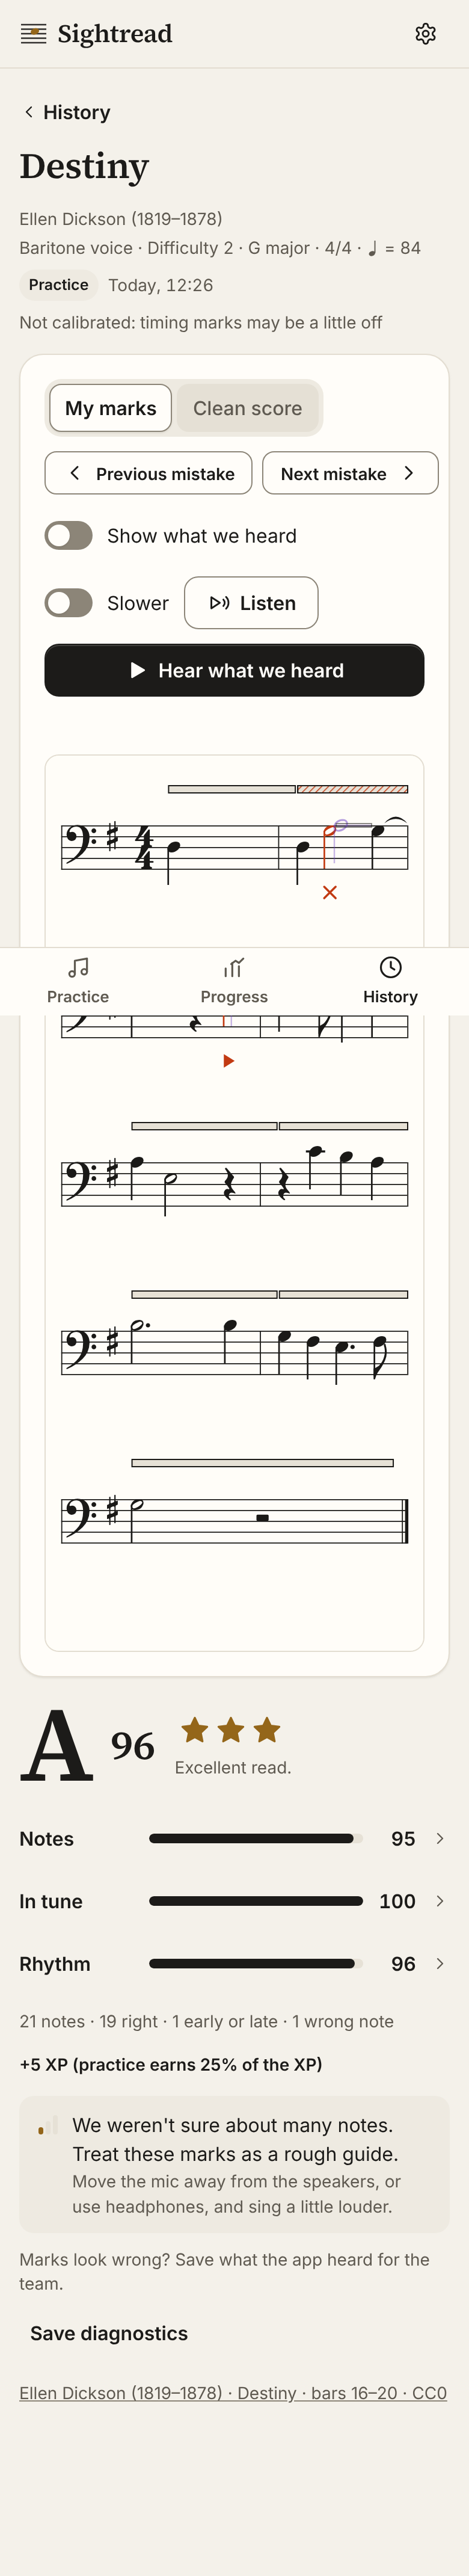 Sightread
History
Destiny
Ellen Dickson (1819–1878)
Baritone voice · Difficulty 2 · G major · 4/4 · ♩ = 84
Practice Today, 12:26
Not calibrated: timing marks may be a little off
My marks Clean score
Previous mistake Next mistake
Show what we heard
Slower Listen
Hear what we heard
4
4
Practice Progress History
A 96
Excellent read.
Notes 95
In tune 100
Rhythm 96
21 notes · 19 right · 1 early or late · 1 wrong note
+5 XP (practice earns 25% of the XP)
We weren't sure about many notes.
Treat these marks as a rough guide.
Move the mic away from the speakers, or
use headphones, and sing a little louder.
Marks look wrong? Save what the app heard for the
team.
Save diagnostics
Ellen Dickson (1819–1878) · Destiny · bars 16–20 · CC0